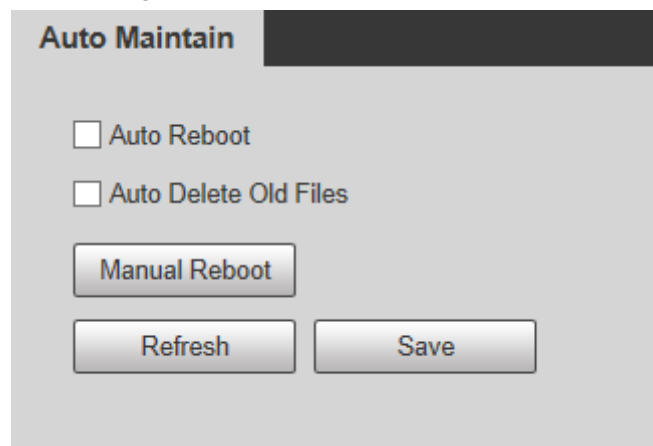 Auto Maintain
Auto Reboot
Auto Delete Old Files
Manual Reboot
Refresh Save